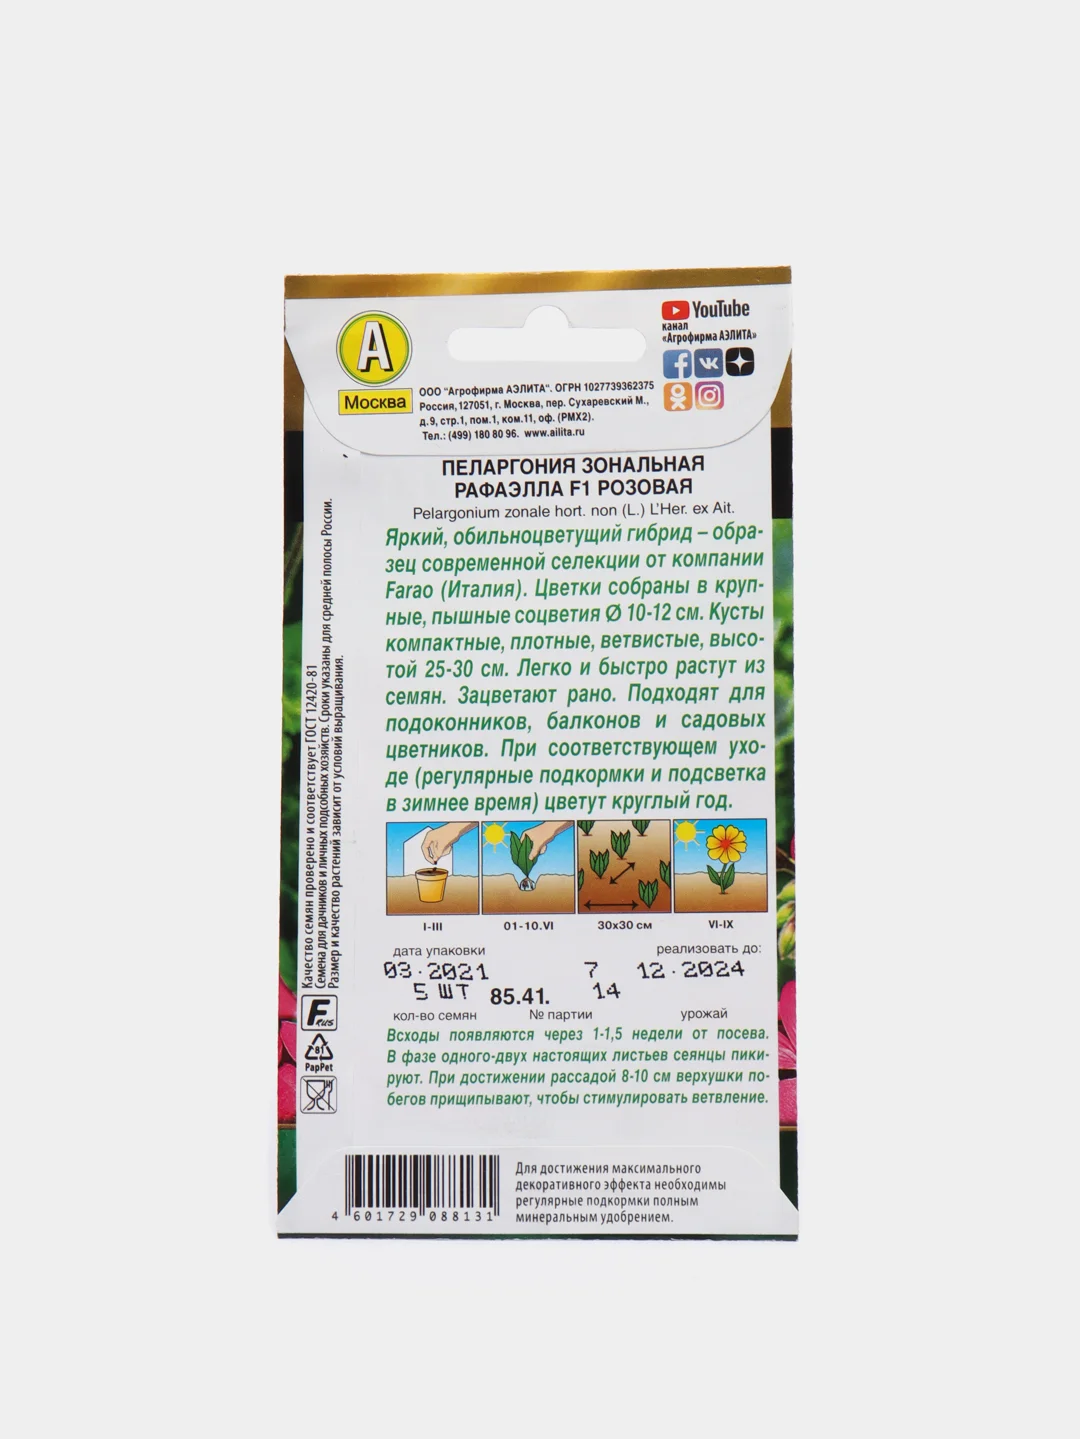 YouTube
канал
«Агрофирма АЭЛИТА»
А
Москва
ООО "Агрофирма АЭЛИТА". ОГРН 1027739362375
Россия, 127051, г. Москва, пер. Сухаревский М.,
д.9, стр.1, пом.1, ком.11, оф. (РМХ2).
Тел.: (499) 180 80 96. www.ailita.ru
ПЕЛАРГОНИЯ ЗОНАЛЬНАЯ
РАФАЭЛЛА F1 РОЗОВАЯ
Pelargonium zonale hort. non (L.) L'Her. ex Ait.
Яркий, обильноцветущий гибрид – обра-
зец современной селекции от компании
Farao (Италия). Цветки собраны в круп-
ные, пышные соцветия Ø 10-12 см. Кусты
компактные, плотные, ветвистые, высо-
той 25-30 см. Легко и быстро растут из
семян. Зацветают рано. Подходят для
подоконников, балконов и садовых
цветников. При соответствующем ухо-
де (регулярные подкормки и подсветка
в зимнее время) цветут круглый год.
I-III 01-10.VI 30x30 см VI-IX
дата упаковки реализовать до:
03.2021 7 12.2024
5 ШТ 85.41. 14
кол-во семян № партии урожай
Всходы появляются через 1-1,5 недели от посева.
В фазе одного-двух настоящих листьев сеянцы пики-
руют. При достижении рассадой 8-10 см верхушки по-
бегов прищипывают, чтобы стимулировать ветвление.
Качество семян проверено и соответствует ГОСТ 12420-81
Семена для дачников и личных подсобных хозяйств. Сроки указаны для средней полосы России.
Размер и качество растений зависит от условий выращивания.
F RUS
81
PapPet
4 601729 088131
Для достижения максимального
декоративного эффекта необходимы
регулярные подкормки полным
минеральным удобрением.